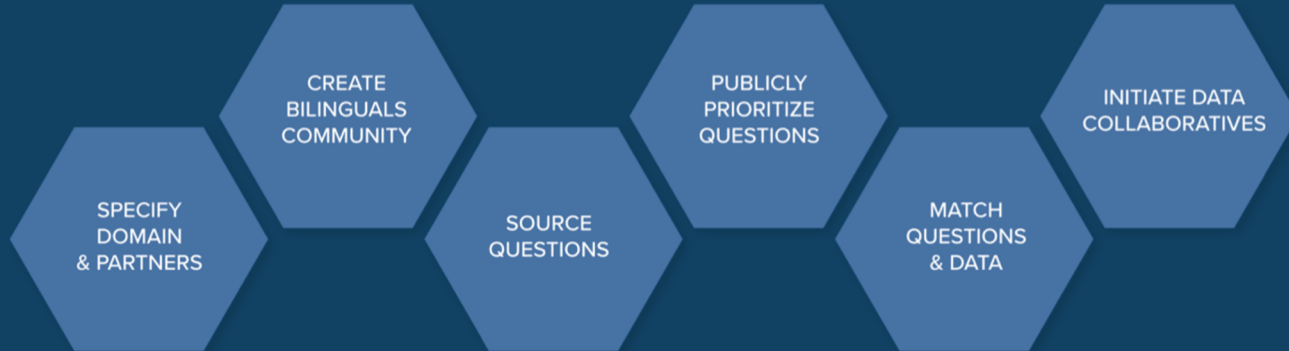 SPECIFY
DOMAIN
& PARTNERS
CREATE
BILINGUALS
COMMUNITY
SOURCE
QUESTIONS
PUBLICLY
PRIORITIZE
QUESTIONS
MATCH
QUESTIONS
& DATA
INITIATE DATA
COLLABORATIVES